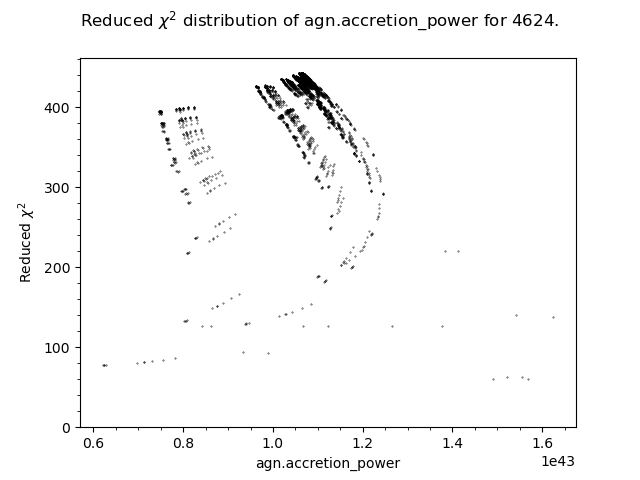 Reduced χ² distribution of agn.accretion_power for 4624.
400
300
200
100
0
Reduced χ²
0.6 0.8 1.0 1.2 1.4 1.6
1e43
agn.accretion_power